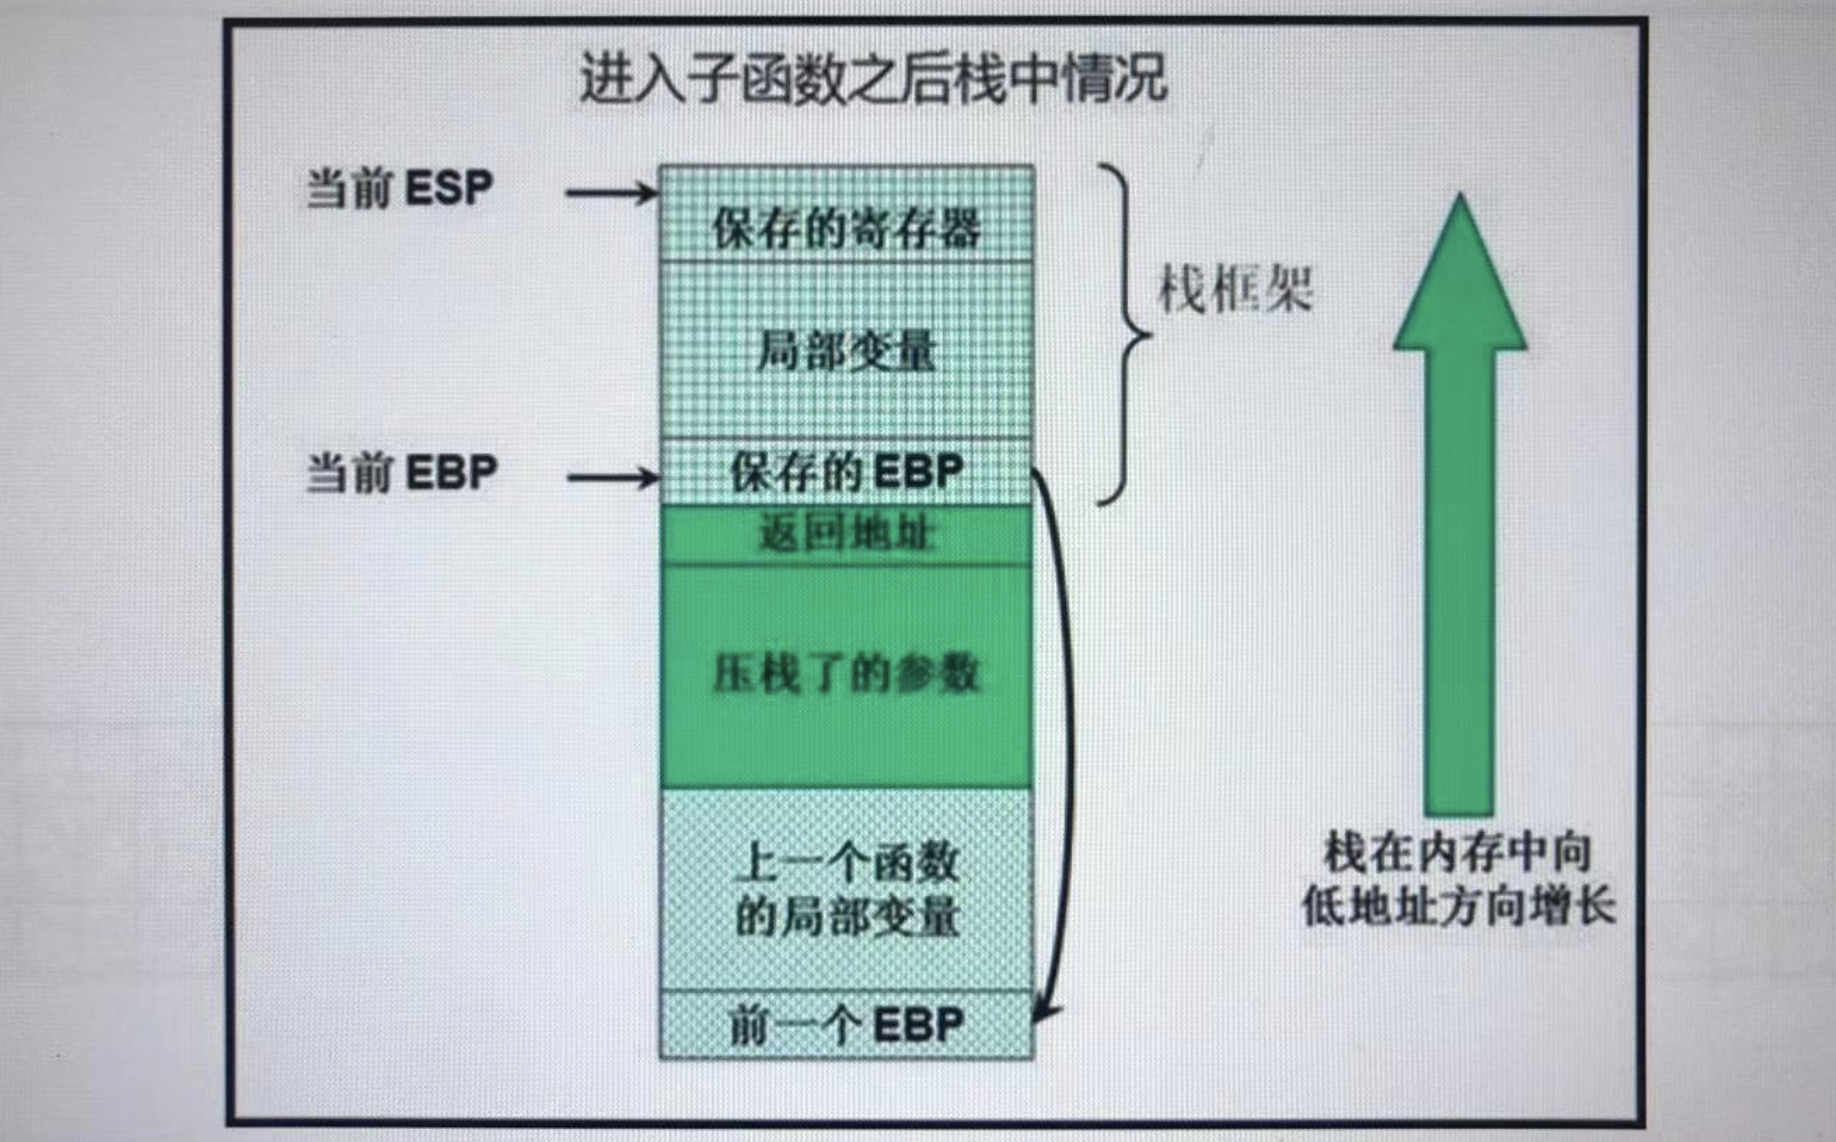 进入子函数之后栈中情况
当前 ESP
保存的寄存器
栈框架
局部变量
当前 EBP
保存的 EBP
返回地址
压栈了的参数
上一个函数
的局部变量
栈在内存中向
低地址方向增长
前一个 EBP